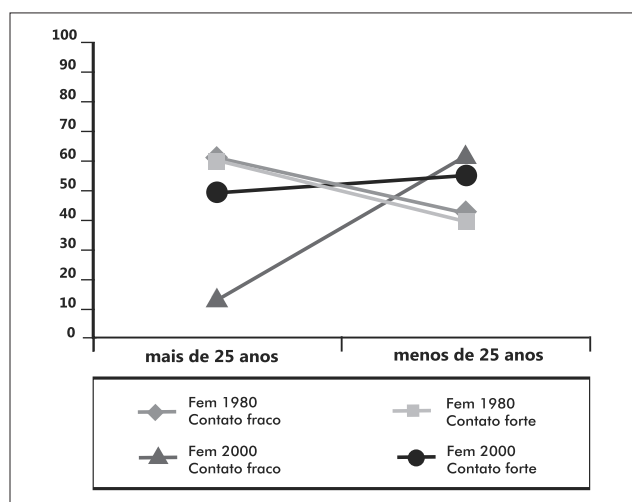 100
90
80
70
60
50
40
30
20
10
0
mais de 25 anos
menos de 25 anos
Fem 1980
Contato fraco
Fem 1980
Contato forte
Fem 2000
Contato fraco
Fem 2000
Contato forte